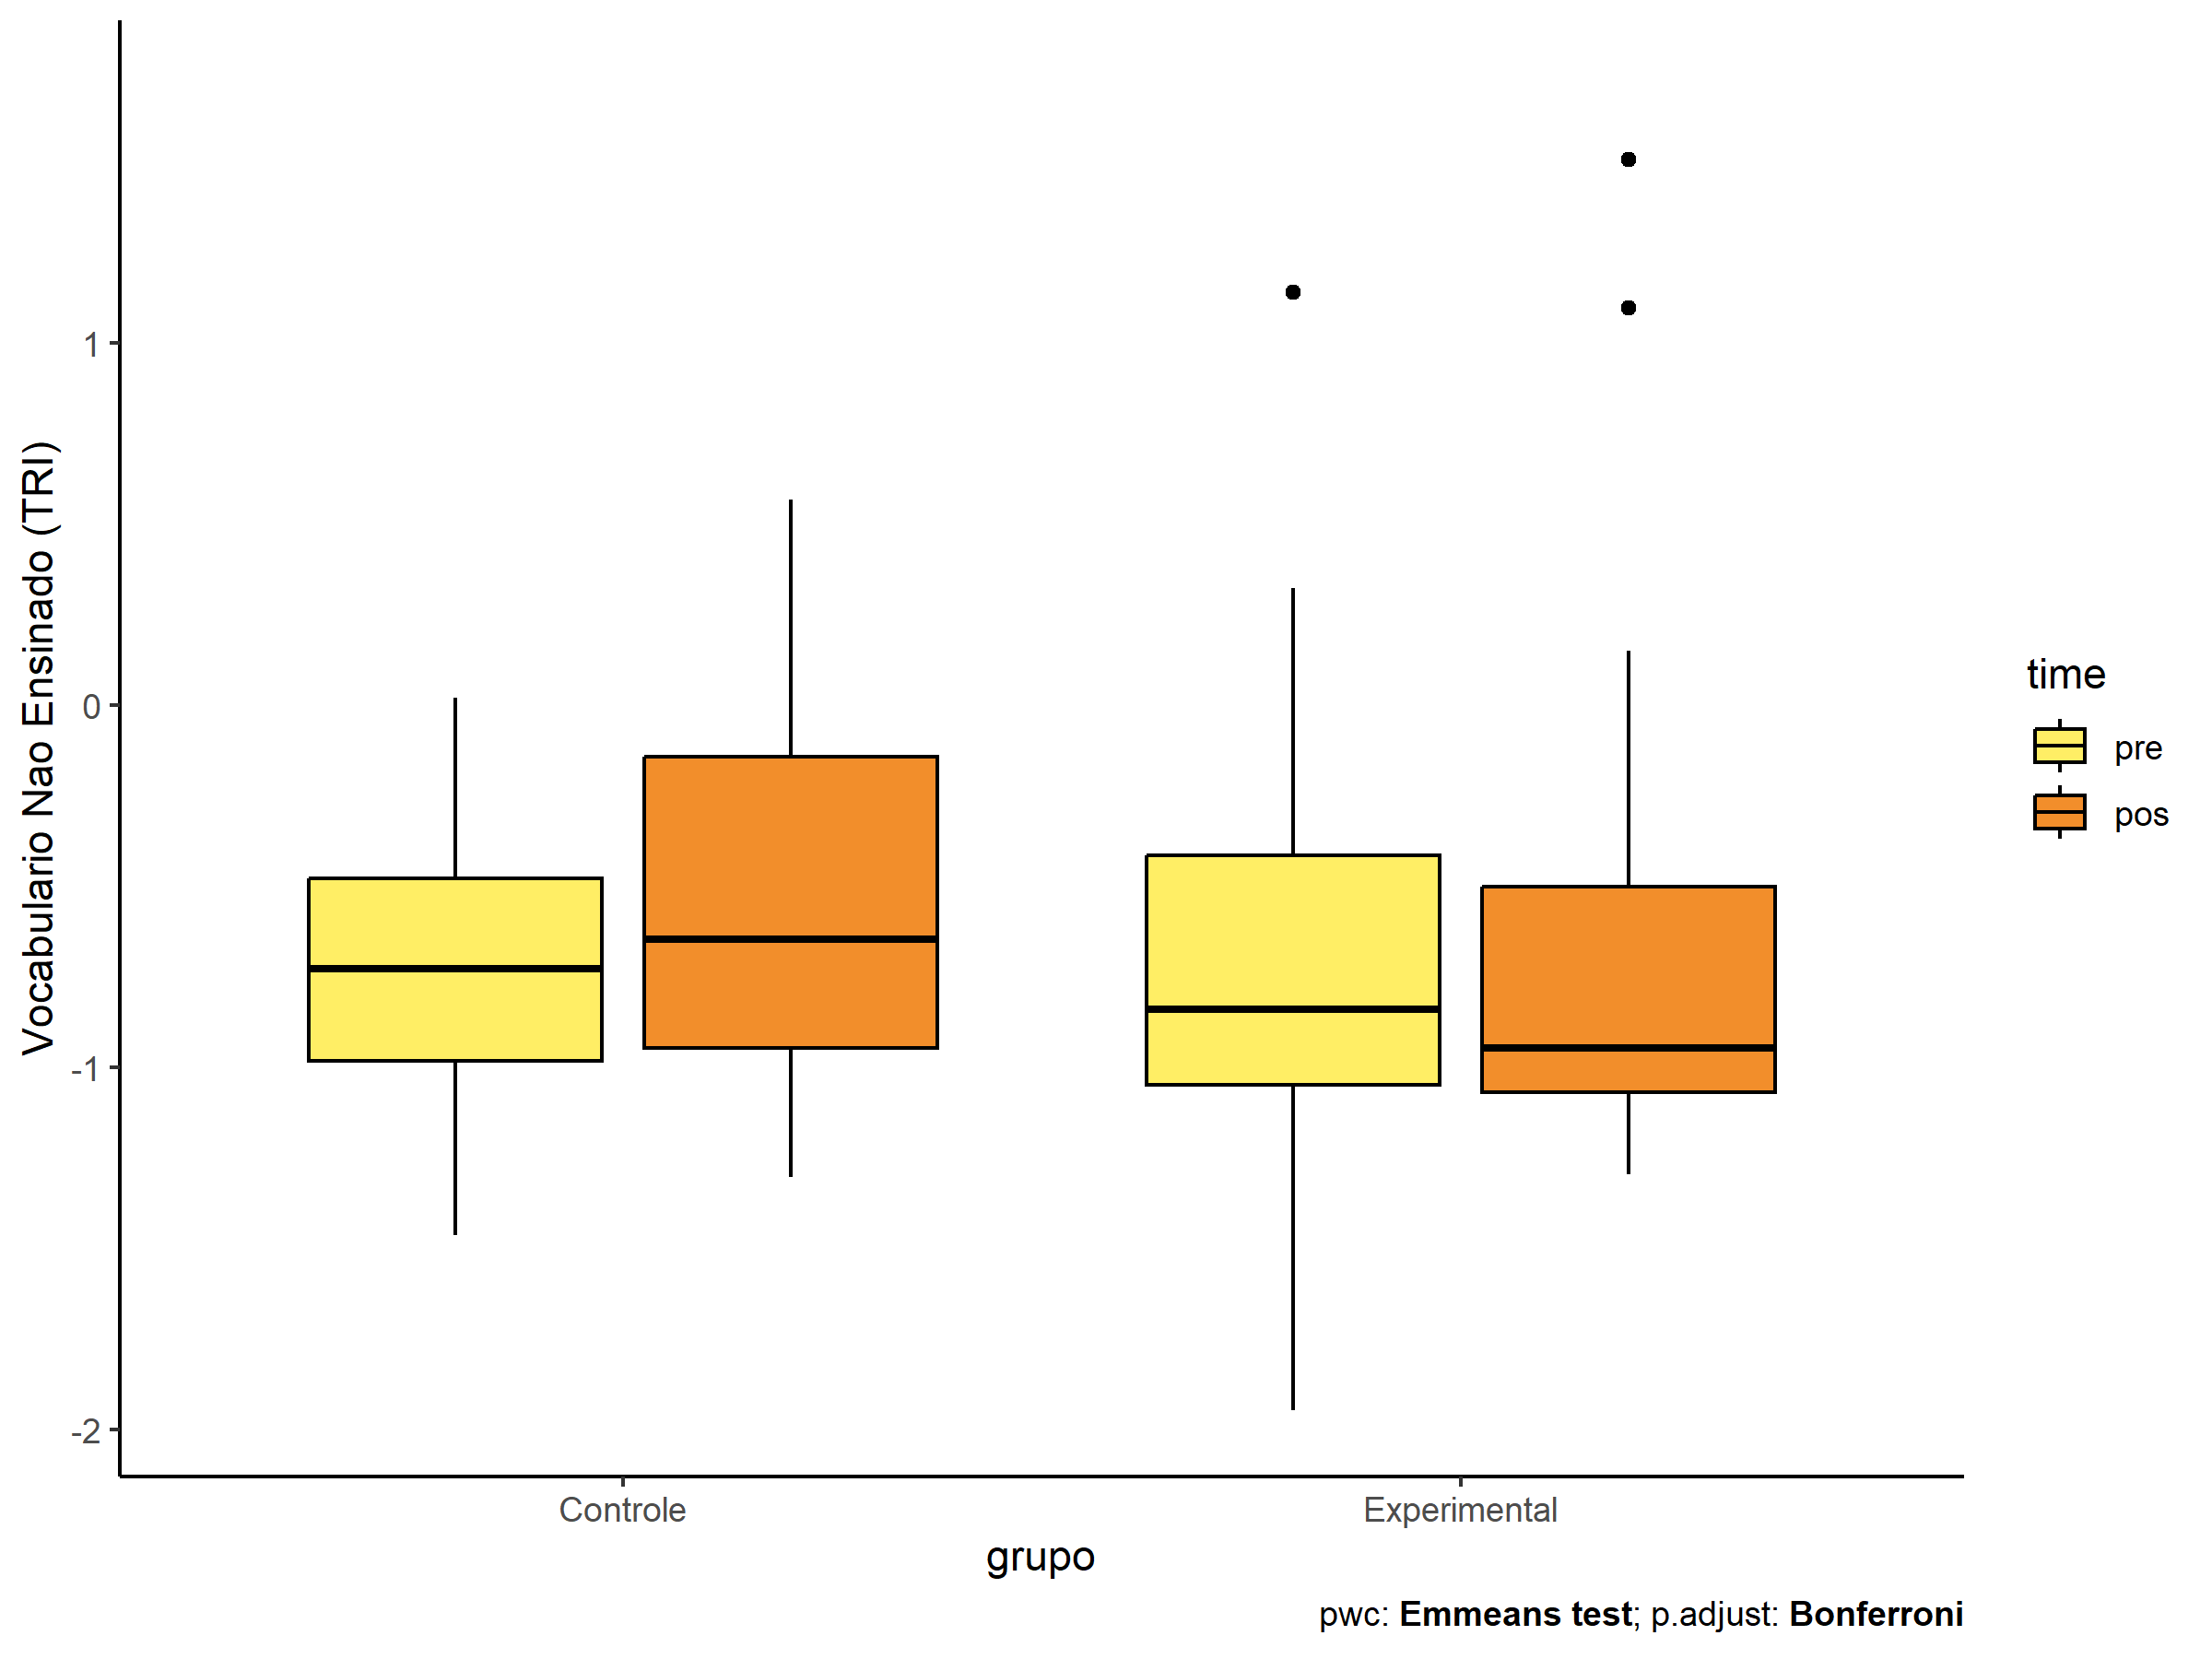 Vocabulario Nao Ensinado (TRI)
1
0
-1
-2
Controle
Experimental
grupo
time
pre
pos
pwc: Emmeans test; p.adjust: Bonferroni